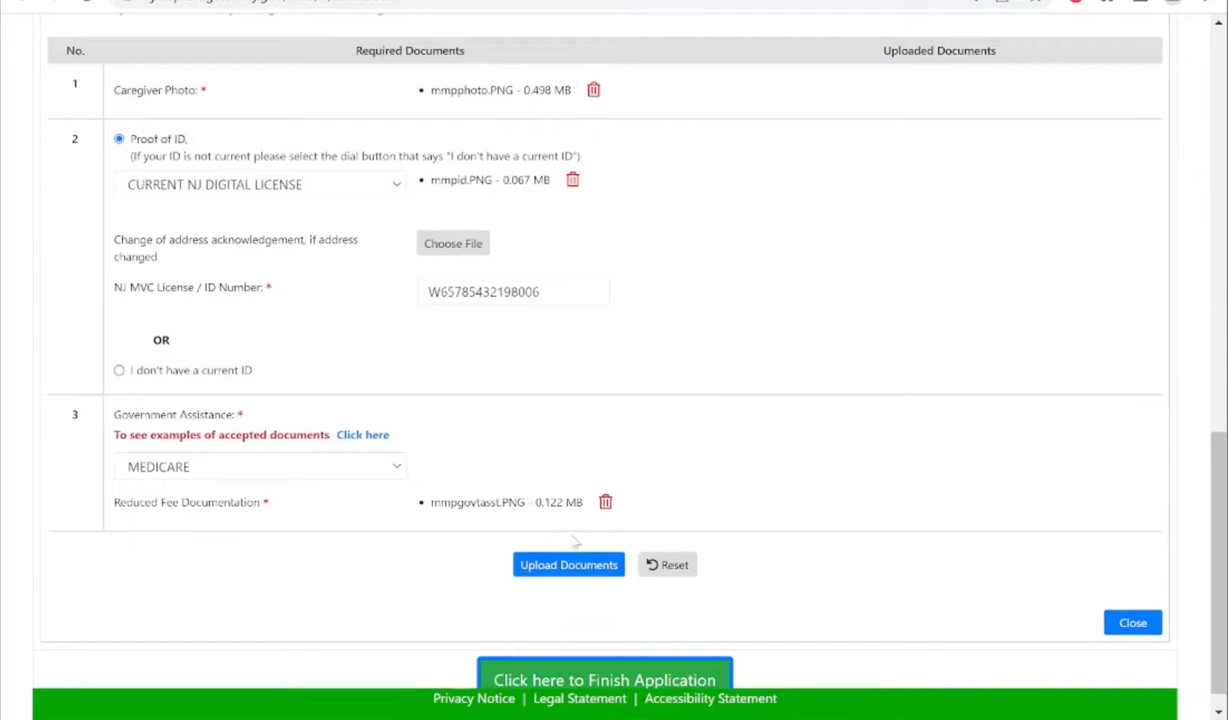 No. Required Documents Uploaded Documents
1 Caregiver Photo: * • mmpphoto.PNG - 0.498 MB
2 Proof of ID,
(If your ID is not current please select the dial button that says "I don't have a current ID")
CURRENT NJ DIGITAL LICENSE • mmpid.PNG - 0.067 MB
Change of address acknowledgement, if address
changed
Choose File
NJ MVC License / ID Number: * W65785432198006
OR
I don't have a current ID
3 Government Assistance: *
To see examples of accepted documents Click here
MEDICARE
Reduced Fee Documentation * • mmpgovtasst.PNG - 0.122 MB
Upload Documents Reset
Close
Click here to Finish Application
Privacy Notice | Legal Statement | Accessibility Statement